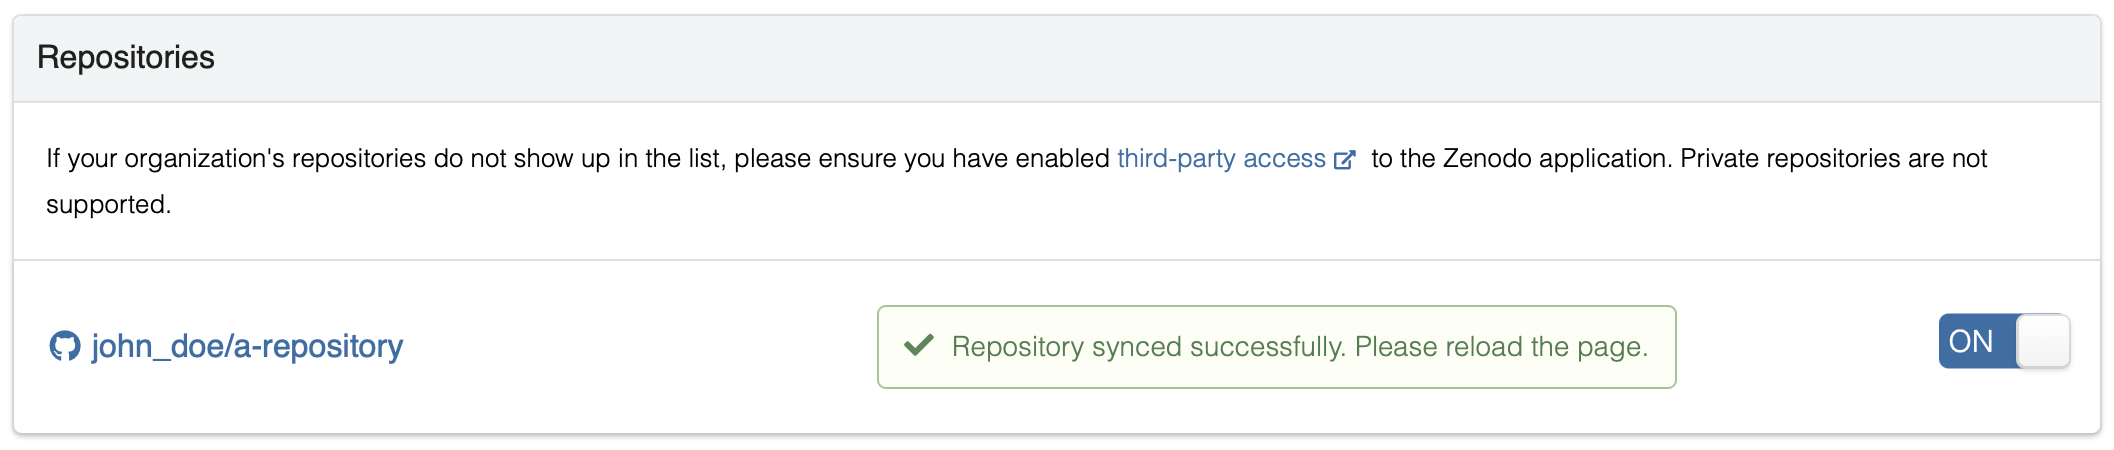 Repositories
If your organization's repositories do not show up in the list, please ensure you have enabled third-party access to the Zenodo application. Private repositories are not
supported.
john_doe/a-repository
Repository synced successfully. Please reload the page.
ON